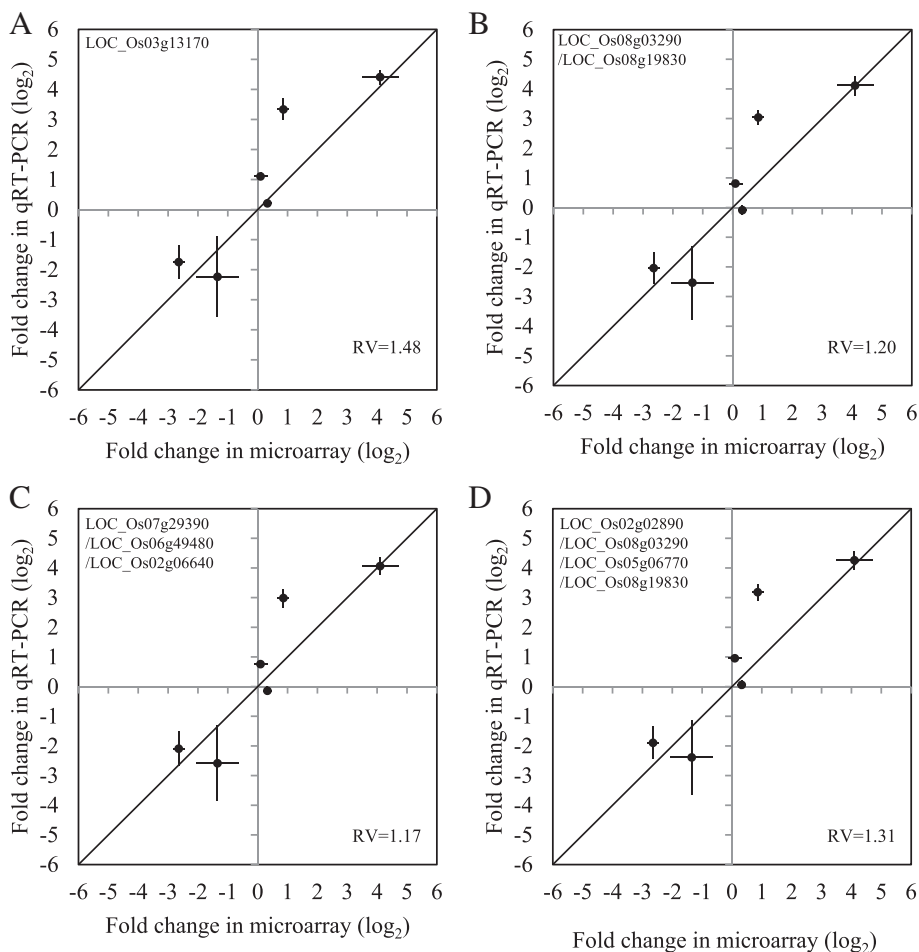 A
LOC_Os03g13170
Fold change in qRT-PCR (log2)
6
5
4
3
2
1
0
-1
-2
-3
-4
-5
-6
RV=1.48
-6 -5 -4 -3 -2 -1 0 1 2 3 4 5 6
Fold change in microarray (log2)
B
LOC_Os08g03290
/LOC_Os08g19830
Fold change in qRT-PCR (log2)
6
5
4
3
2
1
0
-1
-2
-3
-4
-5
-6
RV=1.20
-6 -5 -4 -3 -2 -1 0 1 2 3 4 5 6
Fold change in microarray (log2)
C
LOC_Os07g29390
/LOC_Os06g49480
/LOC_Os02g06640
Fold change in qRT-PCR (log2)
6
5
4
3
2
1
0
-1
-2
-3
-4
-5
-6
RV=1.17
-6 -5 -4 -3 -2 -1 0 1 2 3 4 5 6
Fold change in microarray (log2)
D
LOC_Os02g02890
/LOC_Os08g03290
/LOC_Os05g06770
/LOC_Os08g19830
Fold change in qRT-PCR (log2)
6
5
4
3
2
1
0
-1
-2
-3
-4
-5
-6
RV=1.31
-6 -5 -4 -3 -2 -1 0 1 2 3 4 5 6
Fold change in microarray (log2)